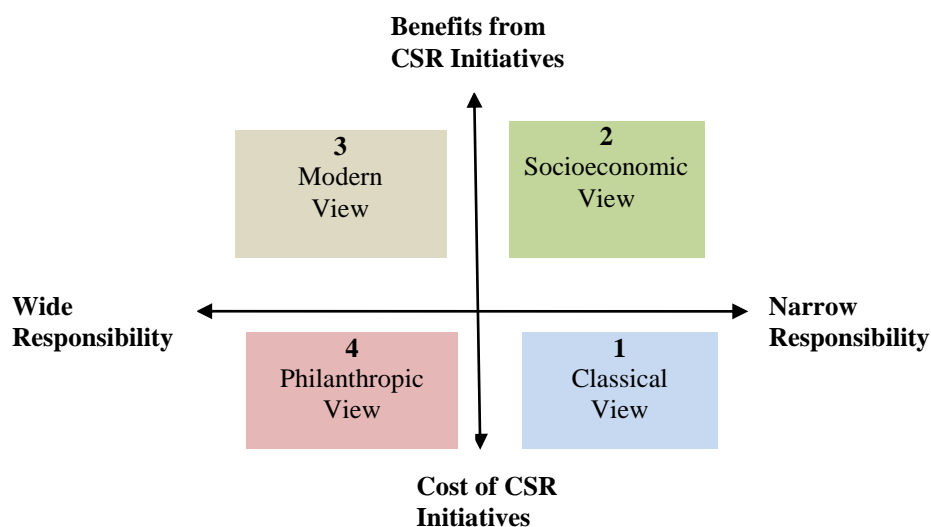 Benefits from
CSR Initiatives
3
Modern
View
2
Socioeconomic
View
Wide
Responsibility
Narrow
Responsibility
4
Philanthropic
View
1
Classical
View
Cost of CSR
Initiatives